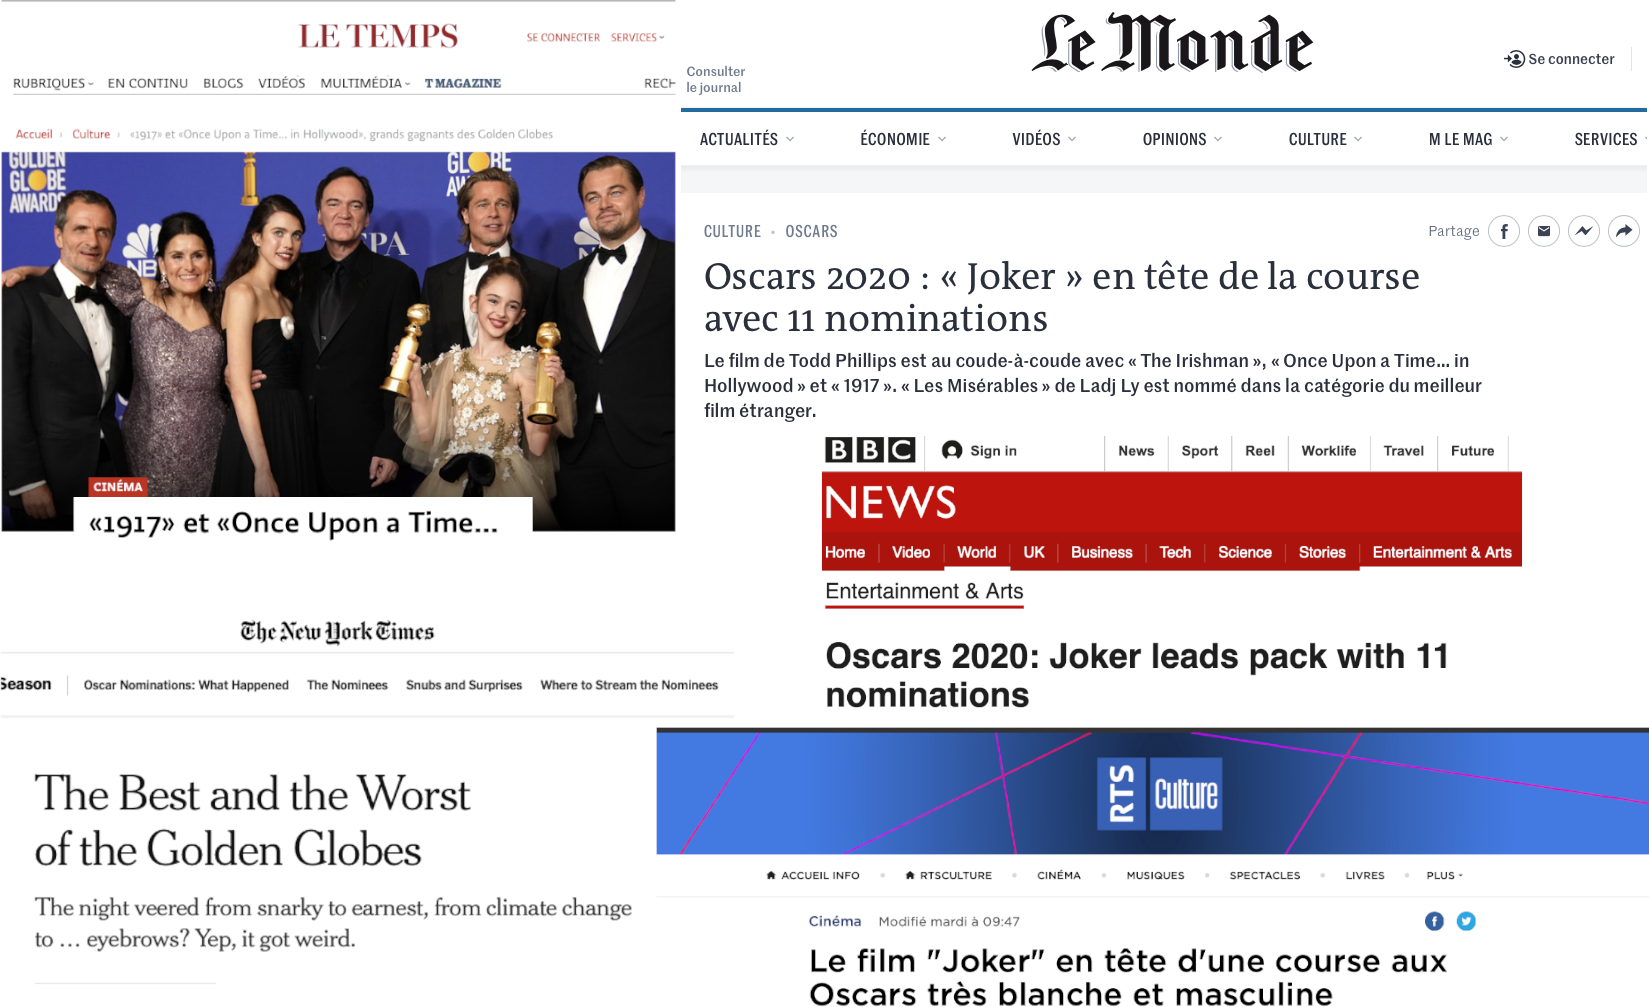 LE TEMPS
SE CONNECTER SERVICES
RUBRIQUES EN CONTINU BLOGS VIDÉOS MULTIMÉDIA T MAGAZINE RECH
Accueil › Culture › «1917» et «Once Upon a Time... in Hollywood», grands gagnants des Golden Globes
GOLDEN
GLOBE
AWARDS
NB
GLOBE
AW
PA
CINÉMA
«1917» et «Once Upon a Time...
Le Monde
Consulter
le journal
Se connecter
ACTUALITÉS ÉCONOMIE VIDÉOS OPINIONS CULTURE M LE MAG SERVICES
CULTURE • OSCARS
Partage
Oscars 2020 : « Joker » en tête de la course
avec 11 nominations
Le film de Todd Phillips est au coude-à-coude avec « The Irishman », « Once Upon a Time... in
Hollywood » et « 1917 ». « Les Misérables » de Ladj Ly est nommé dans la catégorie du meilleur
film étranger.
BBC Sign in News Sport Reel Worklife Travel Future
NEWS
Home Video World UK Business Tech Science Stories Entertainment & Arts
Entertainment & Arts
Oscars 2020: Joker leads pack with 11
nominations
The New York Times
Season Oscar Nominations: What Happened The Nominees Snubs and Surprises Where to Stream the Nominees
The Best and the Worst
of the Golden Globes
The night veered from snarky to earnest, from climate change
to ... eyebrows? Yep, it got weird.
RTS Culture
ACCUEIL INFO • RTSCULTURE • CINÉMA • MUSIQUES • SPECTACLES • LIVRES • PLUS
Cinéma Modifié mardi à 09:47
Le film "Joker" en tête d'une course aux
Oscars très blanche et masculine